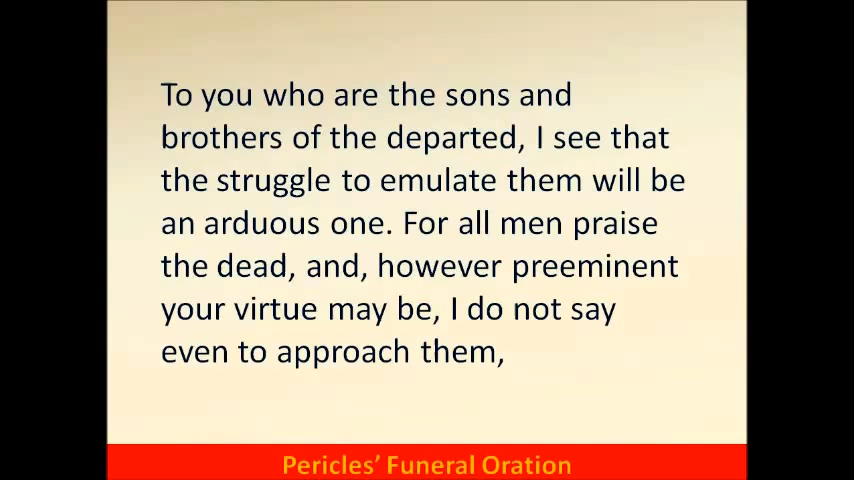 To you who are the sons and
brothers of the departed, I see that
the struggle to emulate them will be
an arduous one. For all men praise
the dead, and, however preeminent
your virtue may be, I do not say
even to approach them,
Pericles’ Funeral Oration